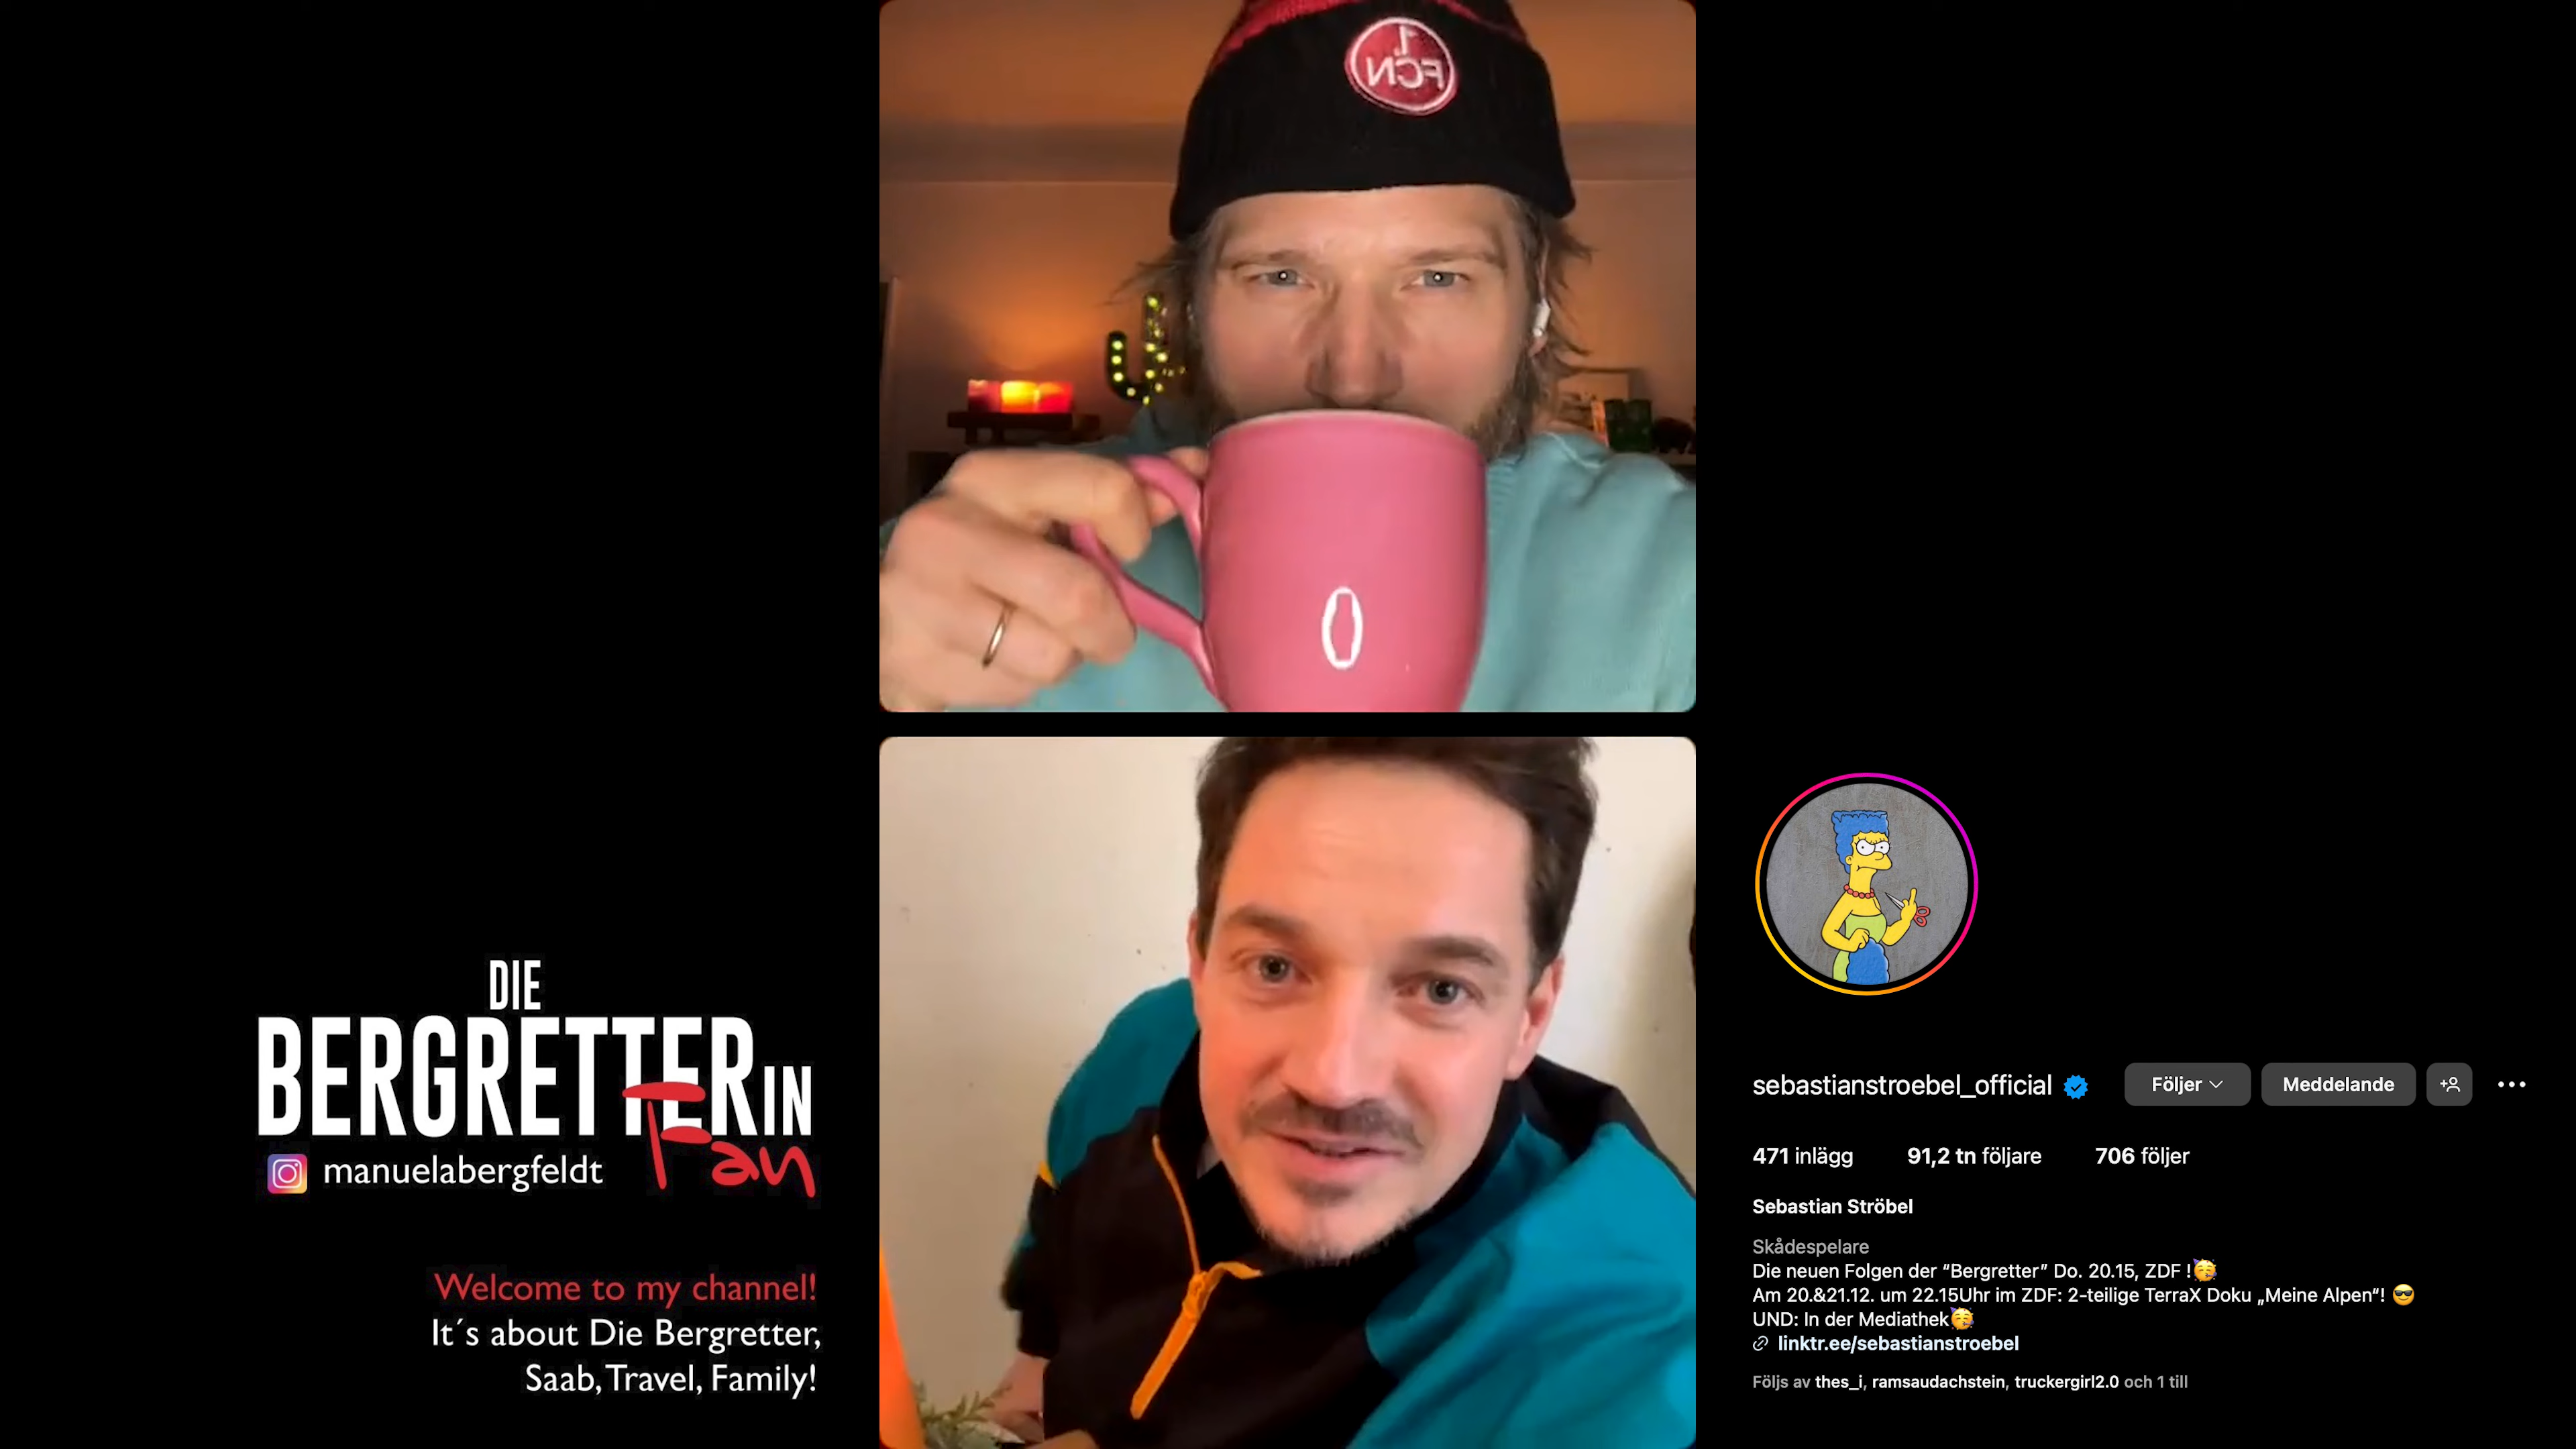 1.
FCN
DIE
BERGRETTERIN
Fan
manuelabergfeldt
Welcome to my channel!
It´s about Die Bergretter,
Saab, Travel, Family!
sebastianstroebel_official
Följer
Meddelande
471 inlägg
91,2 tn följare
706 följer
Sebastian Ströbel
Skådespelare
Die neuen Folgen der “Bergretter” Do. 20.15, ZDF !🥳
Am 20.&21.12. um 22.15Uhr im ZDF: 2-teilige TerraX Doku „Meine Alpen“! 😎
UND: In der Mediathek🥳
linktr.ee/sebastianstroebel
Följs av thes_i, ramsaudachstein, truckergirl2.0 och 1 till